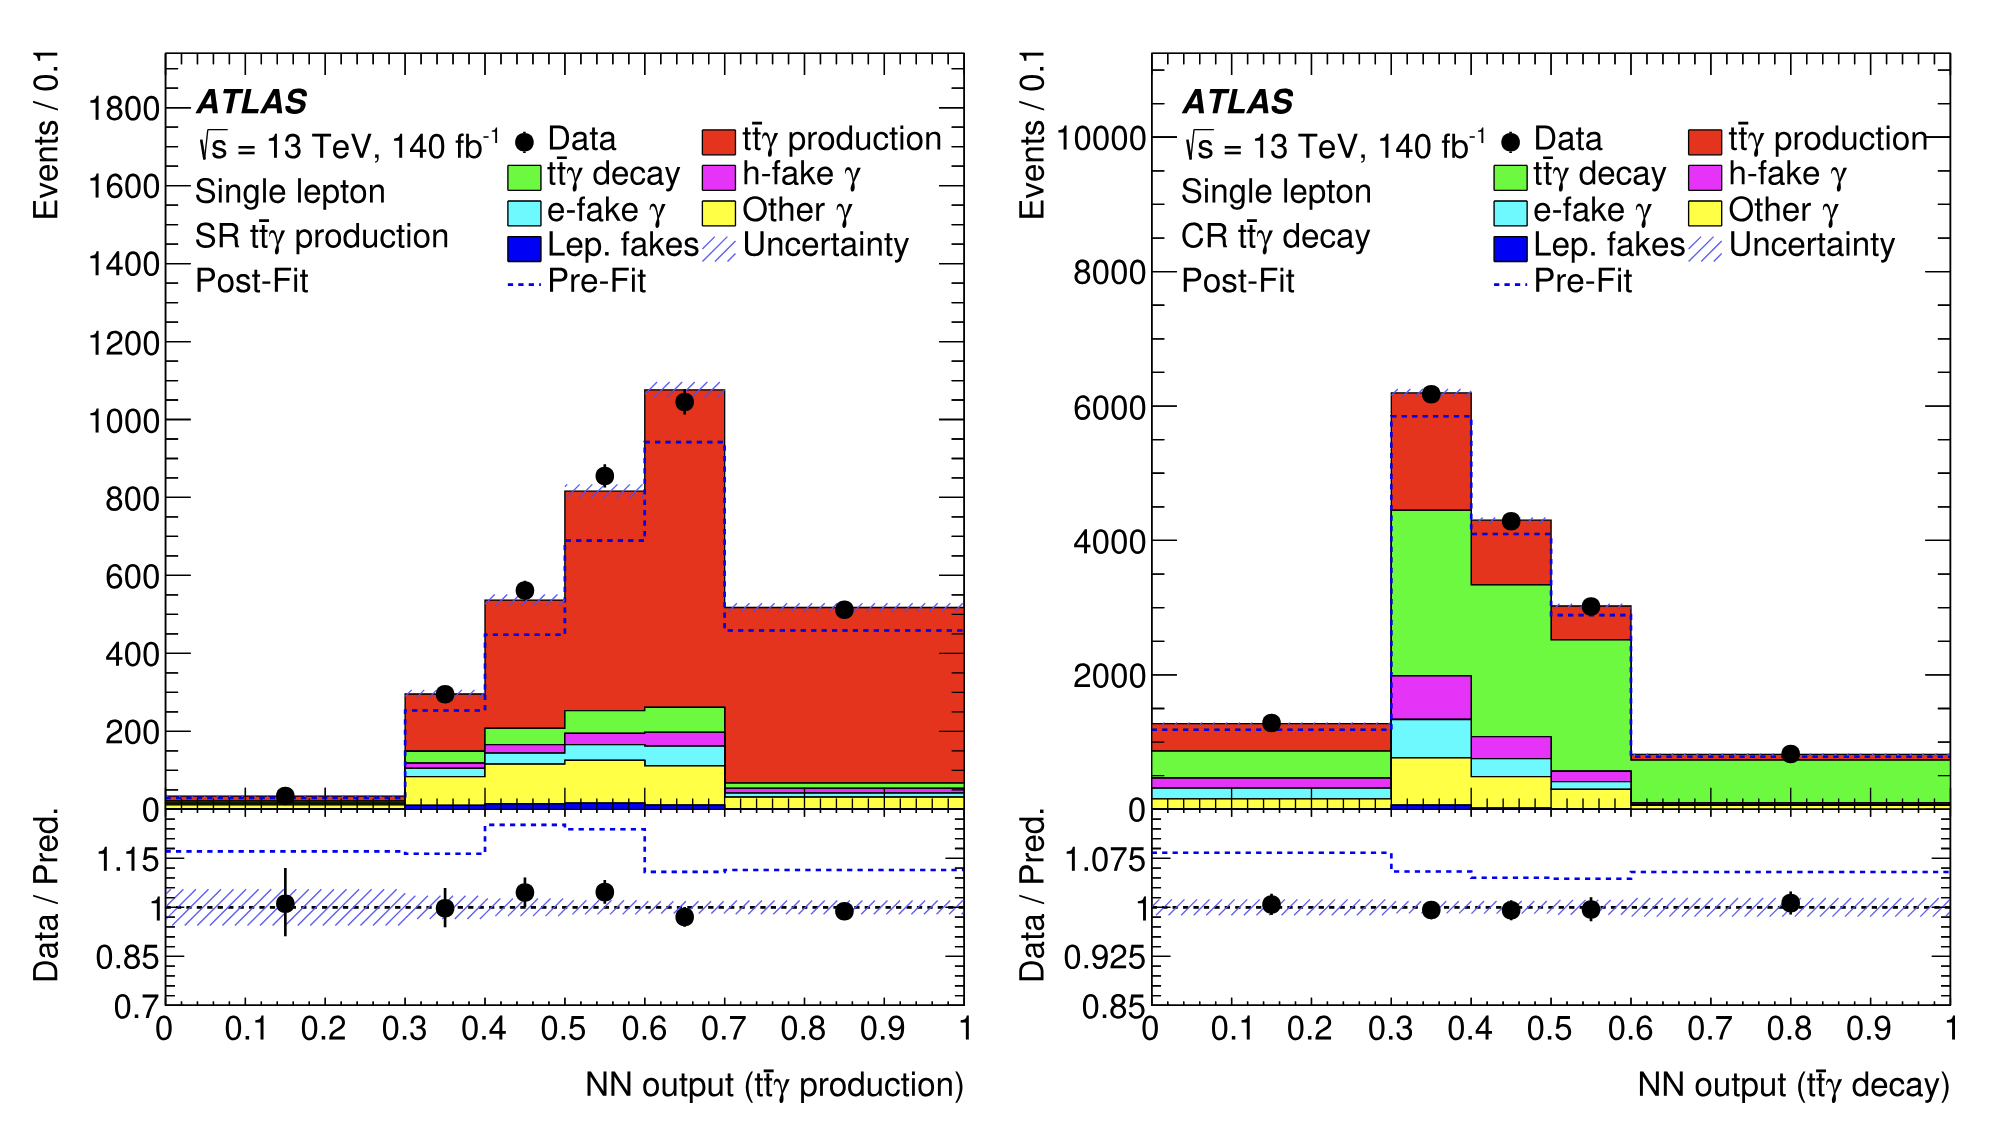 Events / 0.1
ATLAS
√s = 13 TeV, 140 fb⁻¹
Single lepton
SR tt̄γ production
Post-Fit
Data
tt̄γ production
tt̄γ decay
h-fake γ
e-fake γ
Other γ
Lep. fakes
Uncertainty
Pre-Fit
1800
1600
1400
1200
1000
800
600
400
200
0
Data / Pred.
1.15
1
0.85
0.7
0 0.1 0.2 0.3 0.4 0.5 0.6 0.7 0.8 0.9 1
NN output (tt̄γ production)
Events / 0.1
ATLAS
√s = 13 TeV, 140 fb⁻¹
Single lepton
CR tt̄γ decay
Post-Fit
Data
tt̄γ production
tt̄γ decay
h-fake γ
e-fake γ
Other γ
Lep. fakes
Uncertainty
Pre-Fit
10000
8000
6000
4000
2000
0
Data / Pred.
1.075
1
0.925
0.85
0 0.1 0.2 0.3 0.4 0.5 0.6 0.7 0.8 0.9 1
NN output (tt̄γ decay)